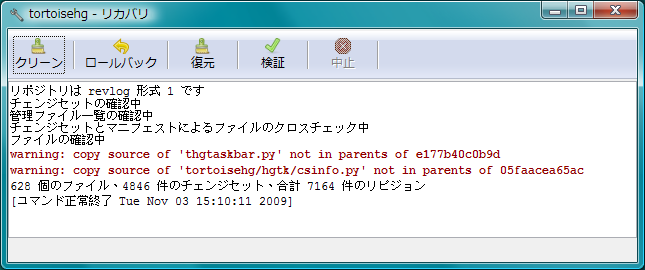 tortoisehg - リカバリ
クリーン ロールバック 復元 検証 中止
リポジトリは revlog 形式 1 です
チェンジセットの確認中
管理ファイル一覧の確認中
チェンジセットとマニフェストによるファイルのクロスチェック中
ファイルの確認中
warning: copy source of 'thgtaskbar.py' not in parents of e177b40c0b9d
warning: copy source of 'tortoisehg/hgtk/csinfo.py' not in parents of 05faacea65ac
628 個のファイル、4846 件のチェンジセット、合計 7164 件のリビジョン
[コマンド正常終了 Tue Nov 03 15:10:11 2009]